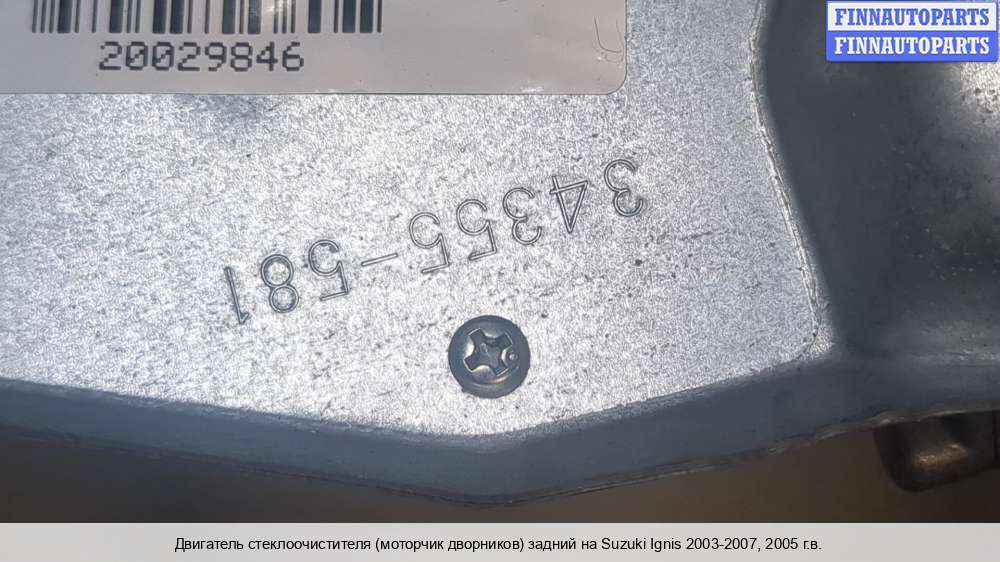 FINNAUTOPARTS
FINNAUTOPARTS
20029846
34355-581
Двигатель стеклоочистителя (моторчик дворников) задний на Suzuki Ignis 2003-2007, 2005 г.в.